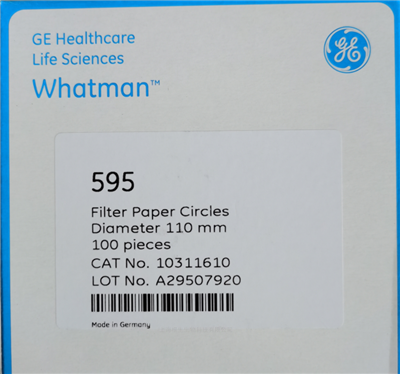 GE Healthcare
Life Sciences
Whatman™
GE
595
Filter Paper Circles
Diameter 110 mm
100 pieces
CAT No. 10311610
LOT No. A29507920
Made in Germany